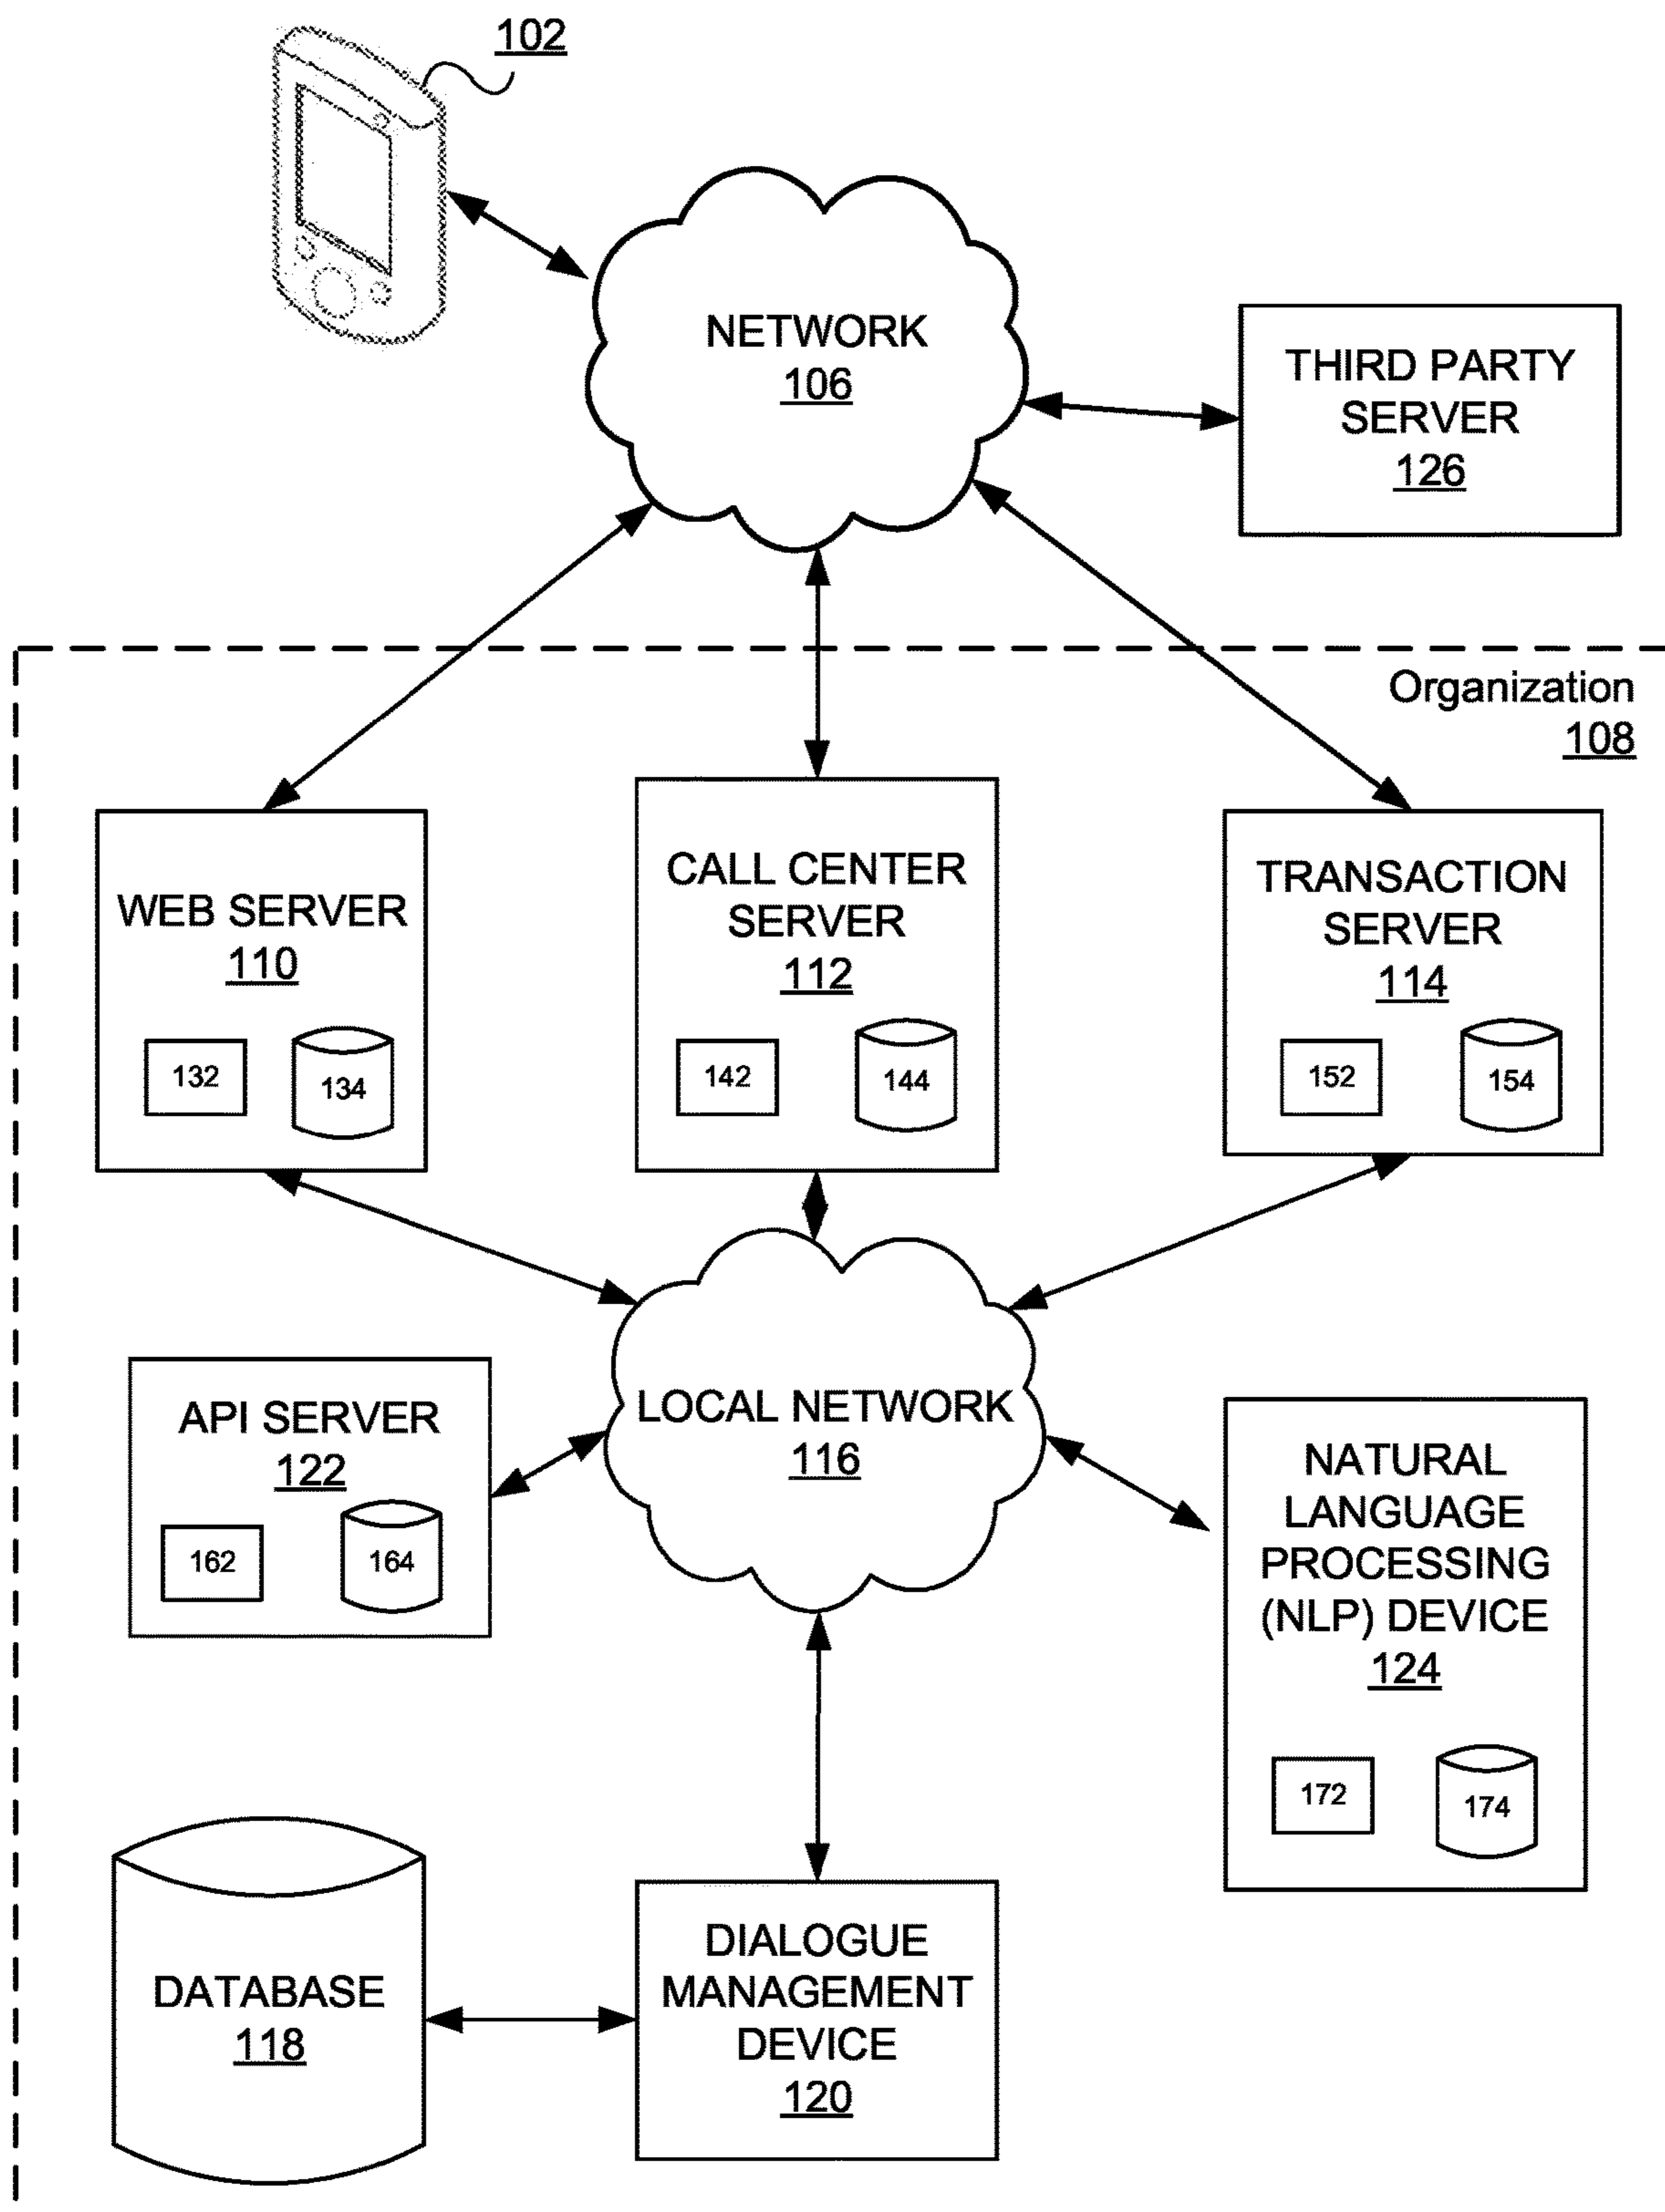 102
NETWORK
106
THIRD PARTY
SERVER
126
Organization
108
WEB SERVER
110
132
134
CALL CENTER
SERVER
112
142
144
TRANSACTION
SERVER
114
152
154
API SERVER
122
162
164
LOCAL NETWORK
116
NATURAL
LANGUAGE
PROCESSING
(NLP) DEVICE
124
172
174
DATABASE
118
DIALOGUE
MANAGEMENT
DEVICE
120